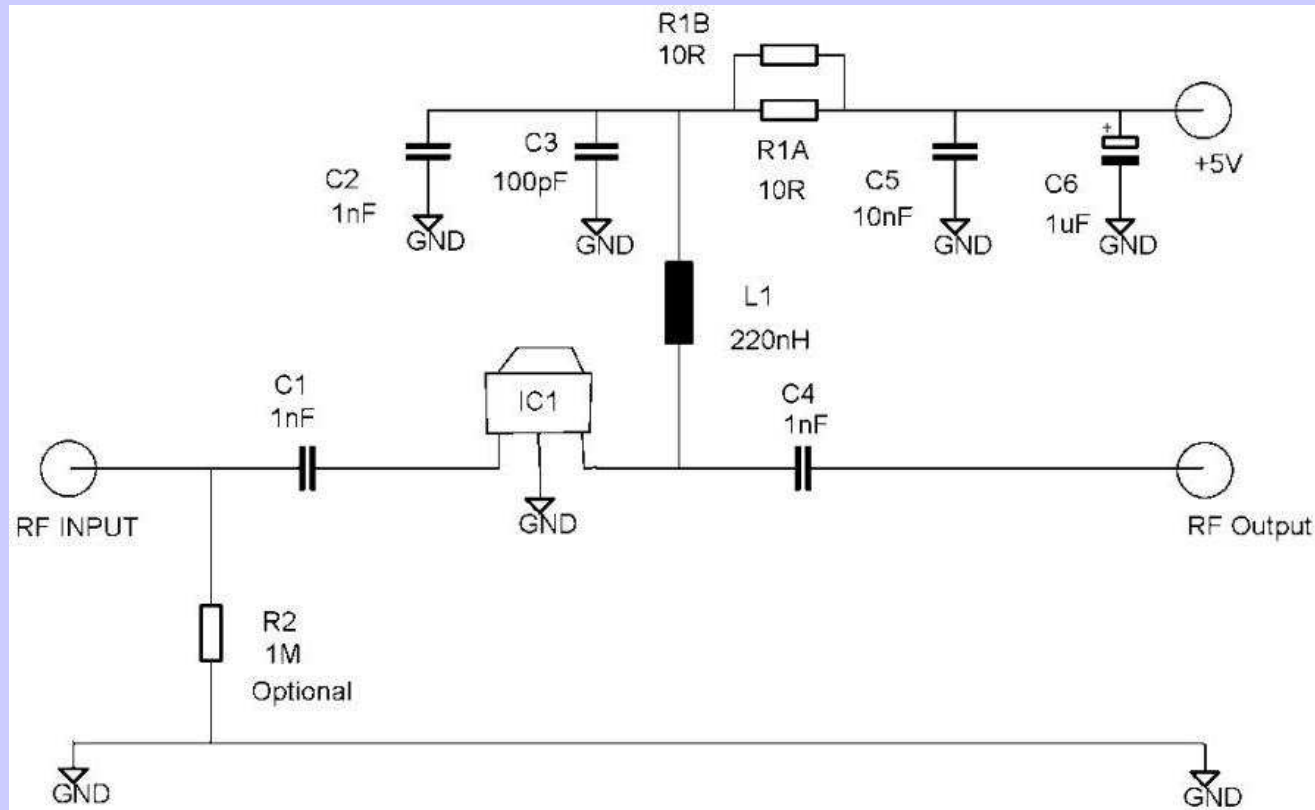 R1B
10R
R1A
10R
C2
1nF
GND
C3
100pF
GND
C5
10nF
GND
+
C6
1uF
GND
+5V
L1
220nH
C1
1nF
IC1
GND
C4
1nF
RF INPUT
RF Output
R2
1M
Optional
GND
GND